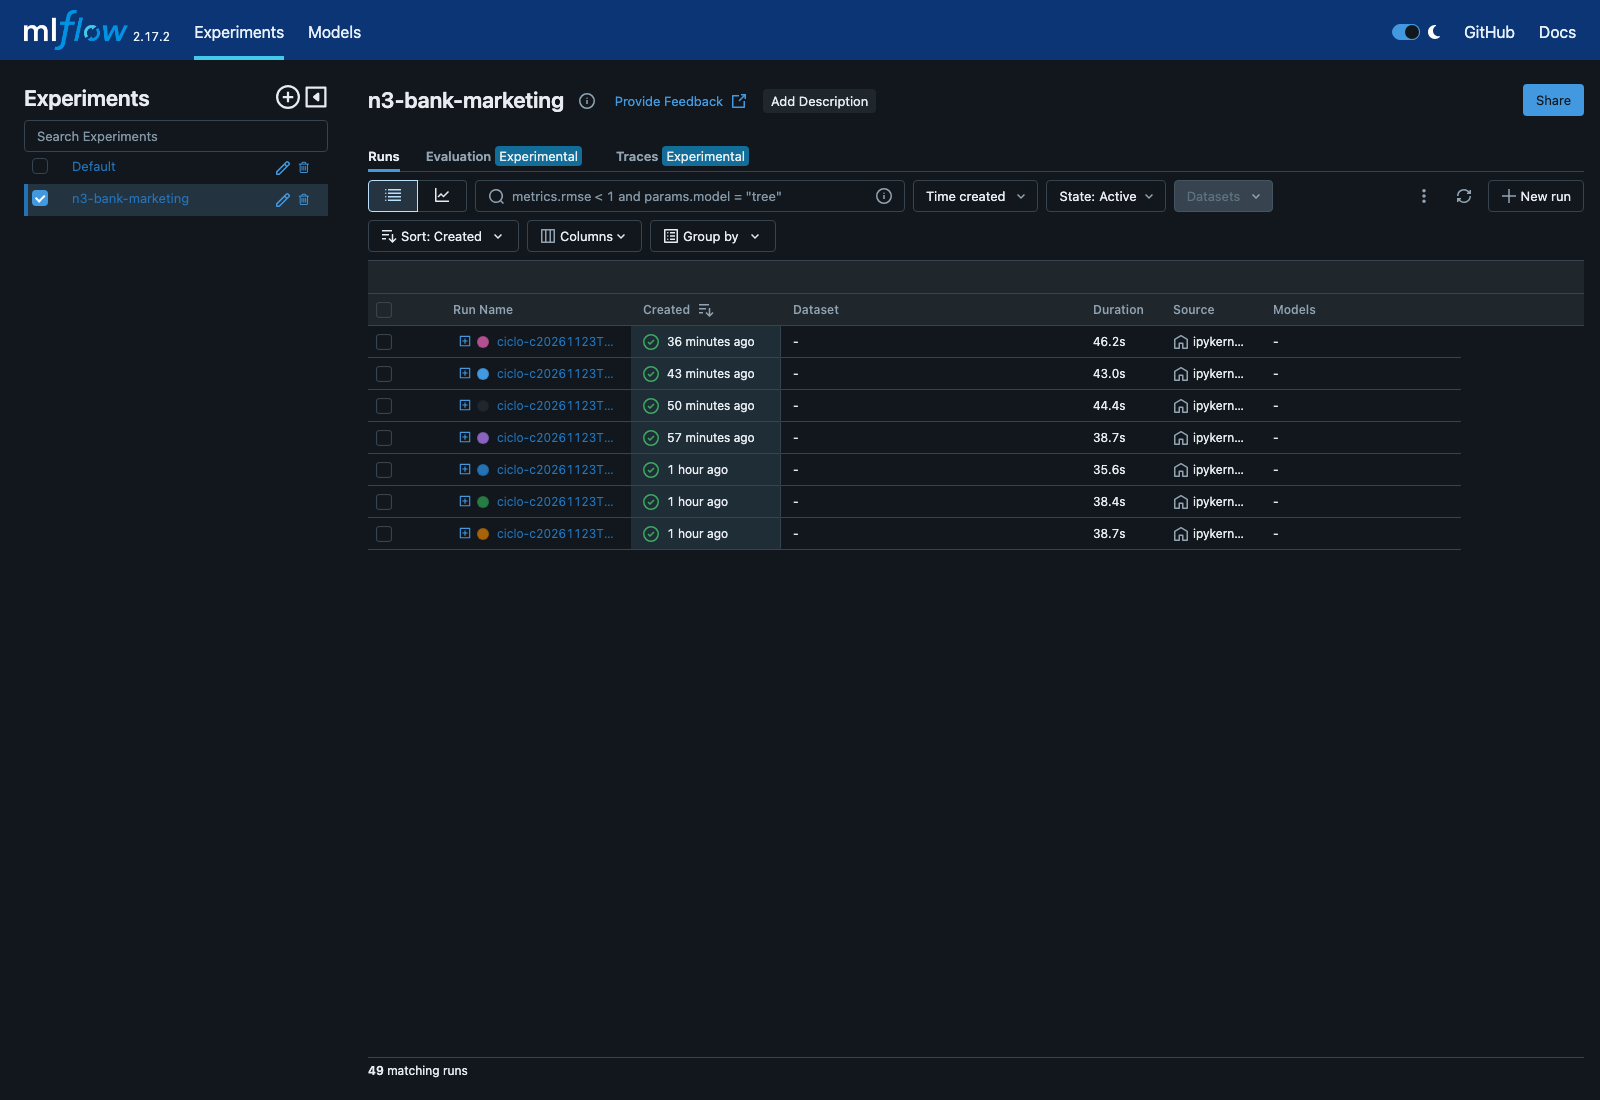 mlflow 2.17.2 Experiments Models GitHub Docs
Experiments
Search Experiments
Default
n3-bank-marketing
n3-bank-marketing Provide Feedback Add Description Share
Runs Evaluation Experimental Traces Experimental
metrics.rmse < 1 and params.model = "tree" Time created State: Active Datasets New run
Sort: Created Columns Group by
Run Name Created Dataset Duration Source Models
ciclo-c20261123T... 36 minutes ago - 46.2s ipykern... -
ciclo-c20261123T... 43 minutes ago - 43.0s ipykern... -
ciclo-c20261123T... 50 minutes ago - 44.4s ipykern... -
ciclo-c20261123T... 57 minutes ago - 38.7s ipykern... -
ciclo-c20261123T... 1 hour ago - 35.6s ipykern... -
ciclo-c20261123T... 1 hour ago - 38.4s ipykern... -
ciclo-c20261123T... 1 hour ago - 38.7s ipykern... -
49 matching runs